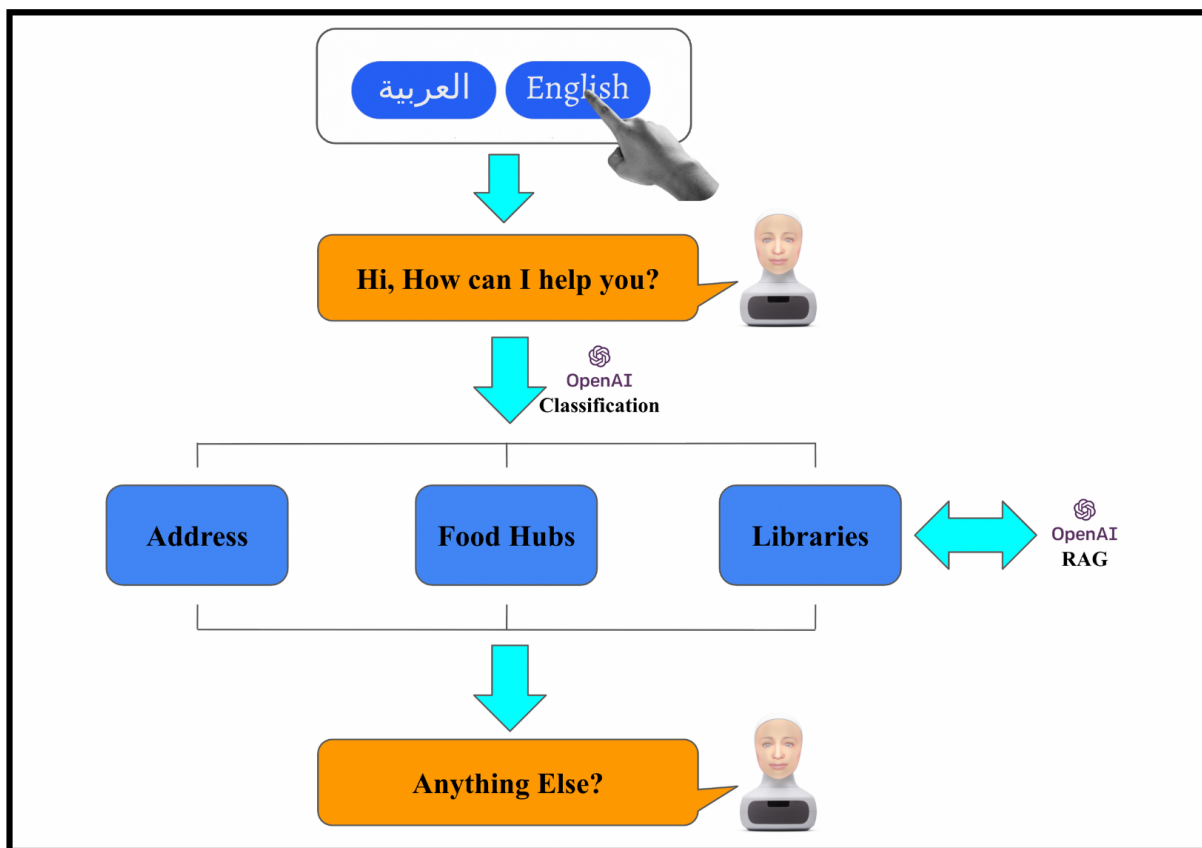 العربية English
Hi, How can I help you?
OpenAI
Classification
Address Food Hubs Libraries
OpenAI
RAG
Anything Else?